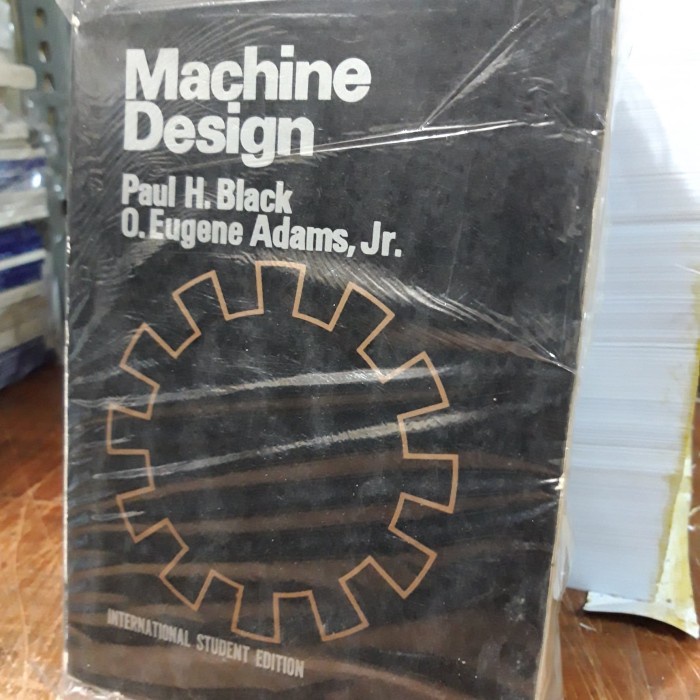 Machine
Design
Paul H. Black
O. Eugene Adams, Jr.
INTERNATIONAL STUDENT EDITION